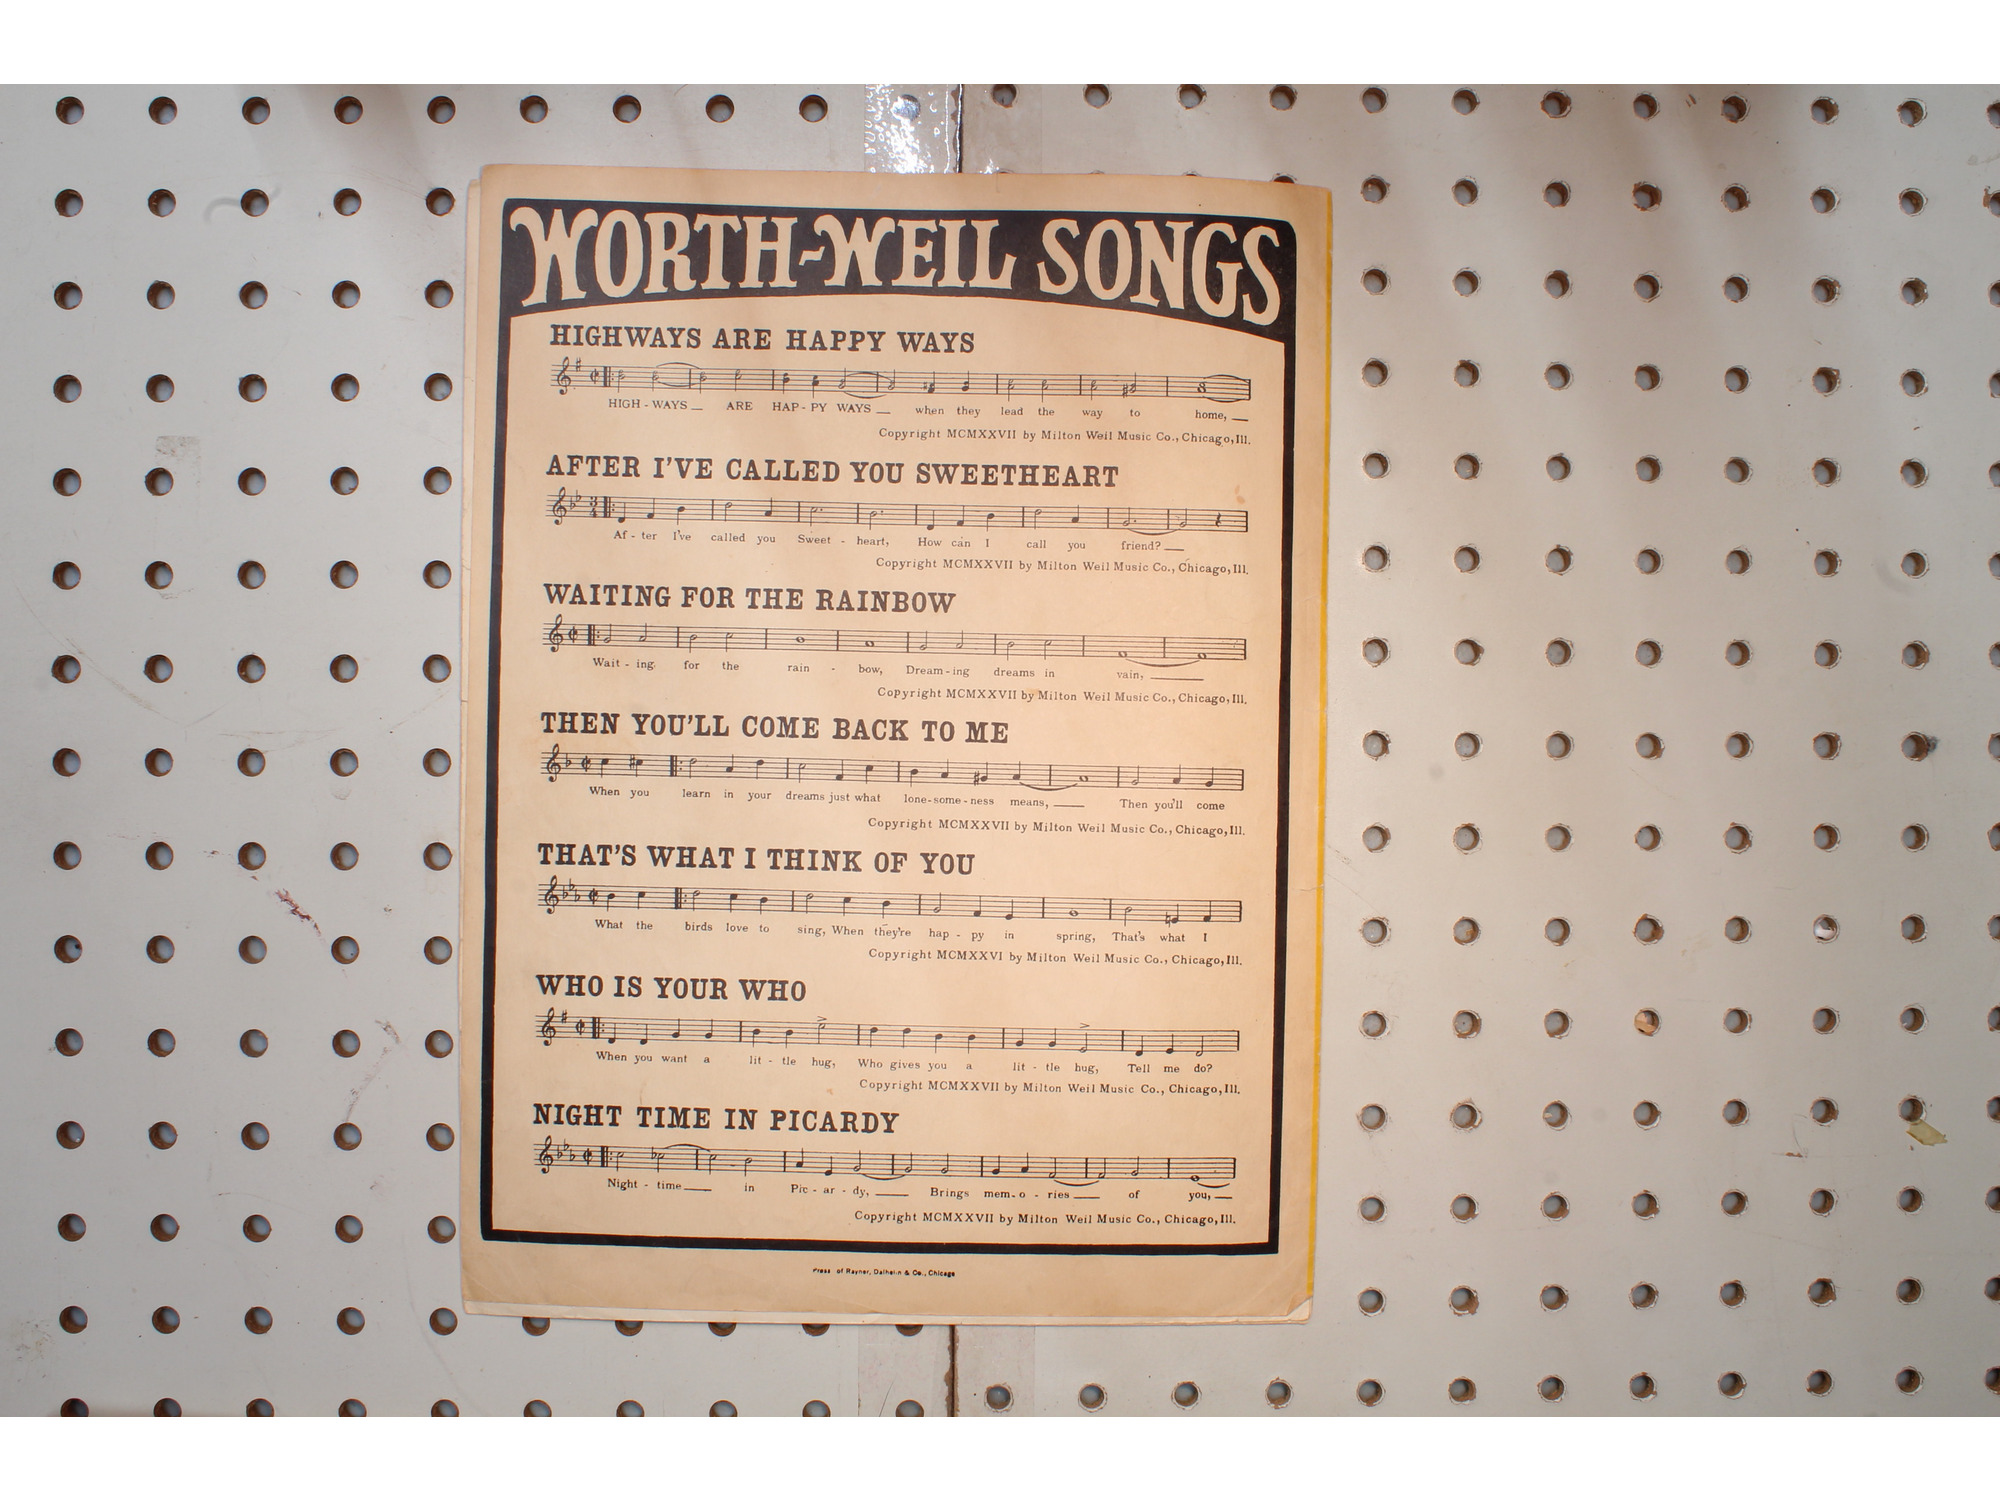 WORTH-WEIL SONGS
HIGHWAYS ARE HAPPY WAYS
HIGH - WAYS ARE HAP - PY WAYS when they lead the way to home,
Copyright MCMXXVII by Milton Weil Music Co., Chicago, Ill.
AFTER I'VE CALLED YOU SWEETHEART
Af - ter I've called you Sweet - heart, How can I call you friend?
Copyright MCMXXVII by Milton Weil Music Co., Chicago, Ill.
WAITING FOR THE RAINBOW
Wait - ing for the rain - bow, Dream - ing dreams in vain,
Copyright MCMXXVII by Milton Weil Music Co., Chicago, Ill.
THEN YOU'LL COME BACK TO ME
When you learn in your dreams just what lone - some - ness means, Then you'll come
Copyright MCMXXVII by Milton Weil Music Co., Chicago, Ill.
THAT'S WHAT I THINK OF YOU
What the birds love to sing, When they're hap - py in spring, That's what I
Copyright MCMXXVI by Milton Weil Music Co., Chicago, Ill.
WHO IS YOUR WHO
When you want a lit - tle hug, Who gives you a lit - tle hug, Tell me do?
Copyright MCMXXVII by Milton Weil Music Co., Chicago, Ill.
NIGHT TIME IN PICARDY
Night - time in Pic - ar - dy, Brings mem - o - ries of you,
Copyright MCMXXVII by Milton Weil Music Co., Chicago, Ill.
Press of Rayner, Dalheim & Co., Chicago